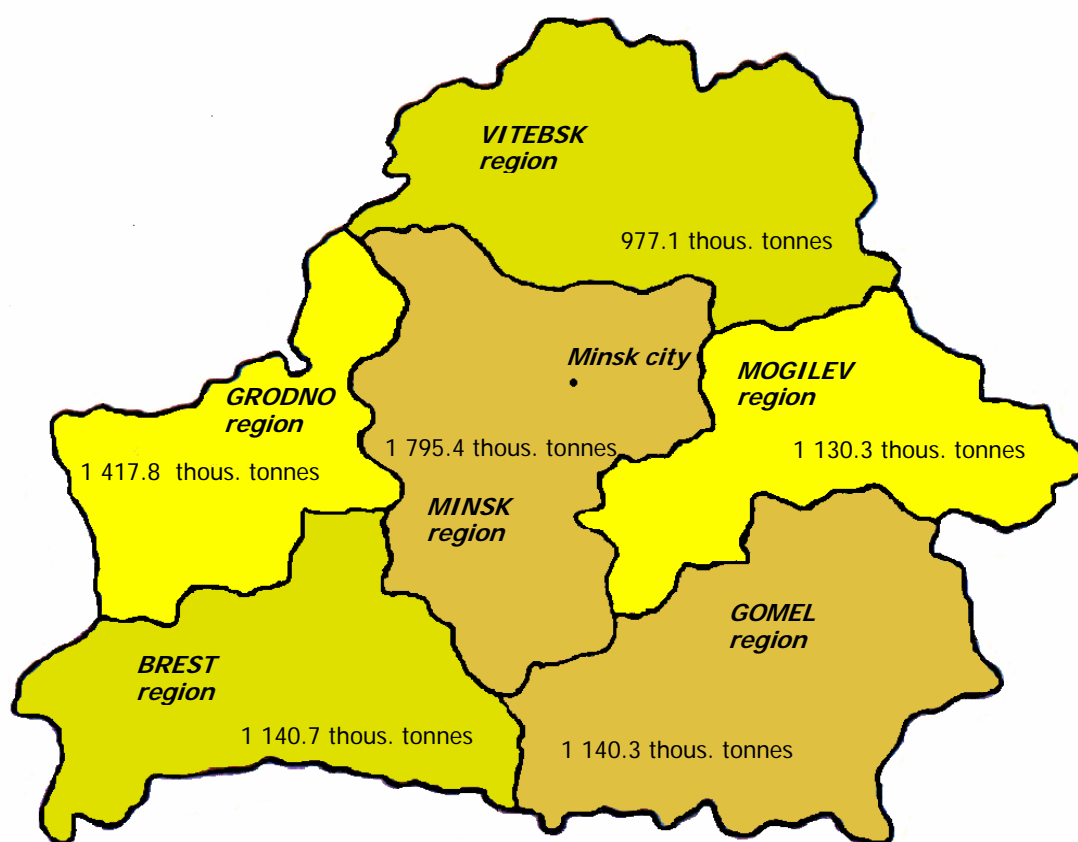 VITEBSK
region
977.1 thous. tonnes
Minsk city
MOGILEV
region
1 130.3 thous. tonnes
GRODNO
region
1 417.8 thous. tonnes
1 795.4 thous. tonnes
MINSK
region
GOMEL
region
1 140.3 thous. tonnes
BREST
region
1 140.7 thous. tonnes